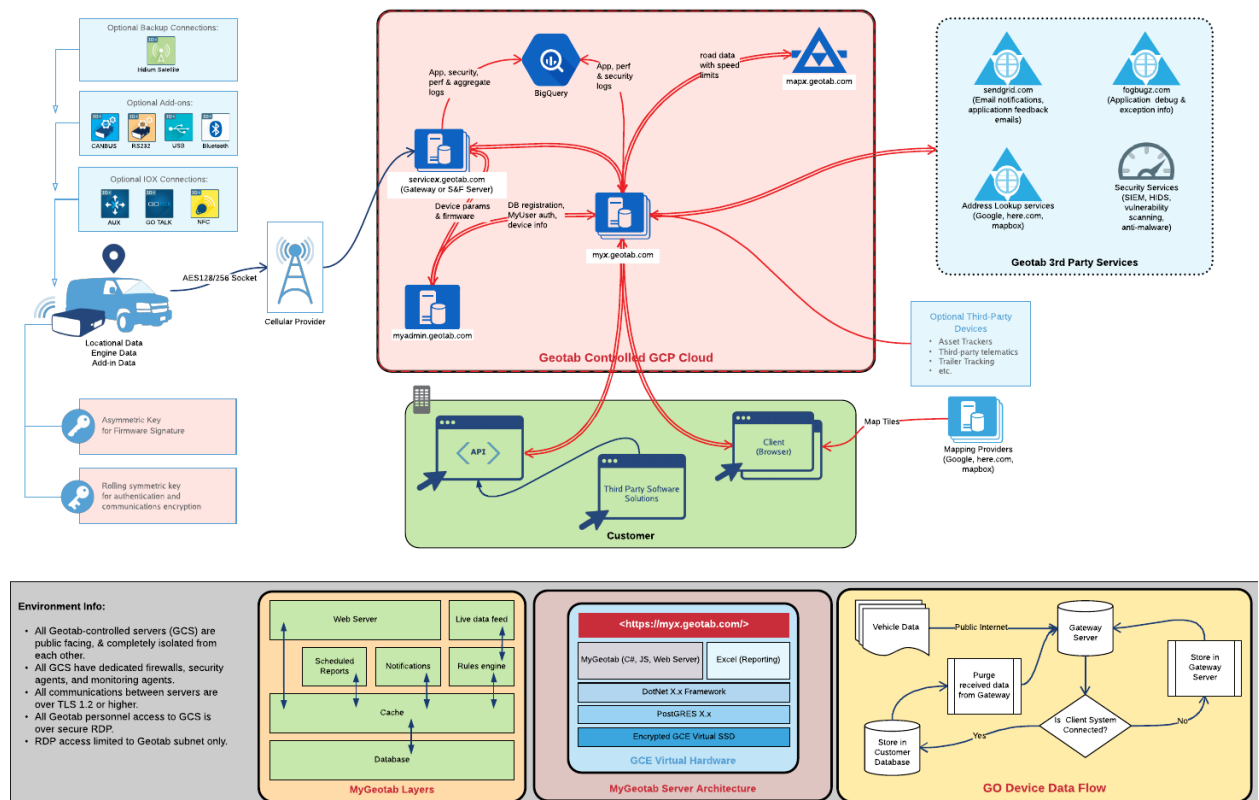 Optional Backup Connections:
Iridium Satellite
Optional Add-ons:
CANBUS
RS232
USB
Bluetooth
Optional IOX Connections:
AUX
GO TALK
NFC
AES128/256 Socket
Locational Data
Engine Data
Add-in Data
Cellular Provider
Asymmetric Key
for Firmware Signature
Rolling symmetric key
for authentication and
communications encryption
App, security,
perf & aggregate
logs
BigQuery
App, perf
& security
logs
road data
with speed
limits
mapx.geotab.com
servicex.geotab.com
(Gateway or S&F Server)
Device params
& firmware
DB registration,
MyUser auth,
device info
myx.geotab.com
myadmin.geotab.com
Geotab Controlled GCP Cloud
sendgrid.com
(Email notifications,
applicationn feedback
emails)
fogbugz.com
(Application debug &
exception info)
Address Lookup services
(Google, here.com,
mapbox)
Security Services
(SIEM, HIDS,
vulnerability
scanning,
anti-malware)
Geotab 3rd Party Services
Optional Third-Party
Devices
• Asset Trackers
• Third-party telematics
• Trailer Tracking
• etc.
API
Third Party Software
Solutions
Client
(Browser)
Customer
Map Tiles
Mapping Providers
(Google, here.com,
mapbox)
Environment Info:
• All Geotab-controlled servers (GCS) are
public facing, & completely isolated from
each other.
• All GCS have dedicated firewalls, security
agents, and monitoring agents.
• All communications between servers are
over TLS 1.2 or higher.
• All Geotab personnel access to GCS is
over secure RDP.
• RDP access limited to Geotab subnet only.
Web Server
Live data feed
Scheduled
Reports
Notifications
Rules engine
Cache
Database
MyGeotab Layers
<https://myx.geotab.com/>
MyGeotab (C#, JS, Web Server)
Excel (Reporting)
DotNet X.x Framework
PostGRES X.x
Encrypted GCE Virtual SSD
GCE Virtual Hardware
MyGeotab Server Architecture
Vehicle Data
Public Internet
Gateway
Server
Store in
Gateway
Server
Purge
received data
from Gateway
Is Client System
Connected?
No
Yes
Store in
Customer
Database
GO Device Data Flow